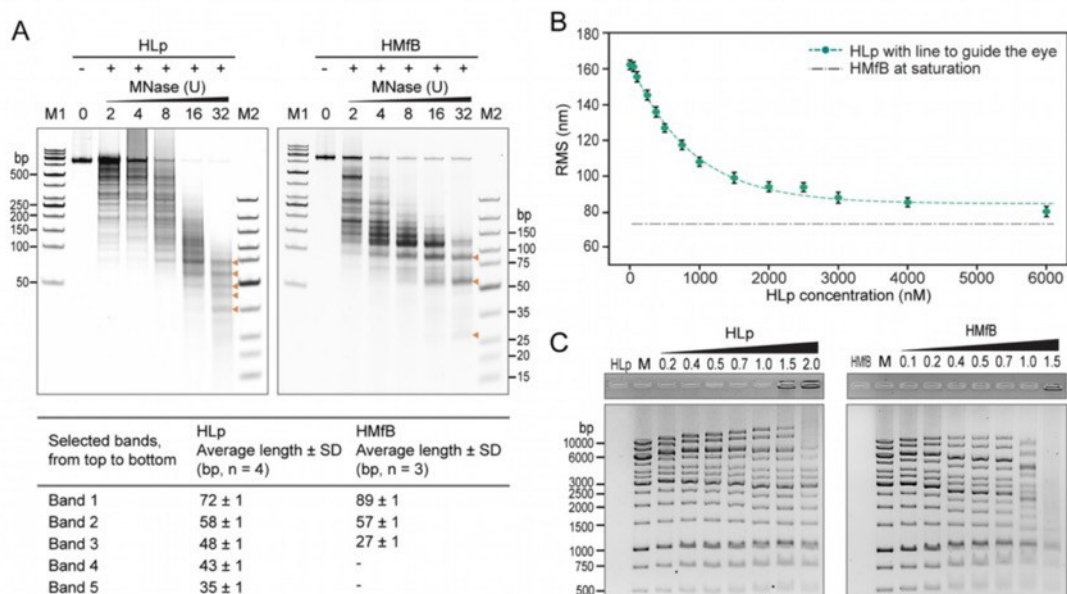 A
HLp
HMfB
- + + + + +
- + + + + +
MNase (U)
MNase (U)
M1 0 2 4 8 16 32 M2
M1 0 2 4 8 16 32 M2
bp
500
250
200
150
100
50
bp
150
100
75
50
35
25
20
15
Selected bands, from top to bottom
HLp Average length ± SD (bp, n = 4)
HMfB Average length ± SD (bp, n = 3)
Band 1 72 ± 1 89 ± 1
Band 2 58 ± 1 57 ± 1
Band 3 48 ± 1 27 ± 1
Band 4 43 ± 1 -
Band 5 35 ± 1 -
B
180
160
140
120
100
80
60
RMS (nm)
HLp with line to guide the eye
HMfB at saturation
0 1000 2000 3000 4000 5000 6000
HLp concentration (nM)
C
HLp
HMfB
HLp M 0.2 0.4 0.5 0.7 1.0 1.5 2.0
HMfB M 0.1 0.2 0.4 0.5 0.7 1.0 1.5
bp
10000
6000
3000
2500
2000
1500
1000
750
500